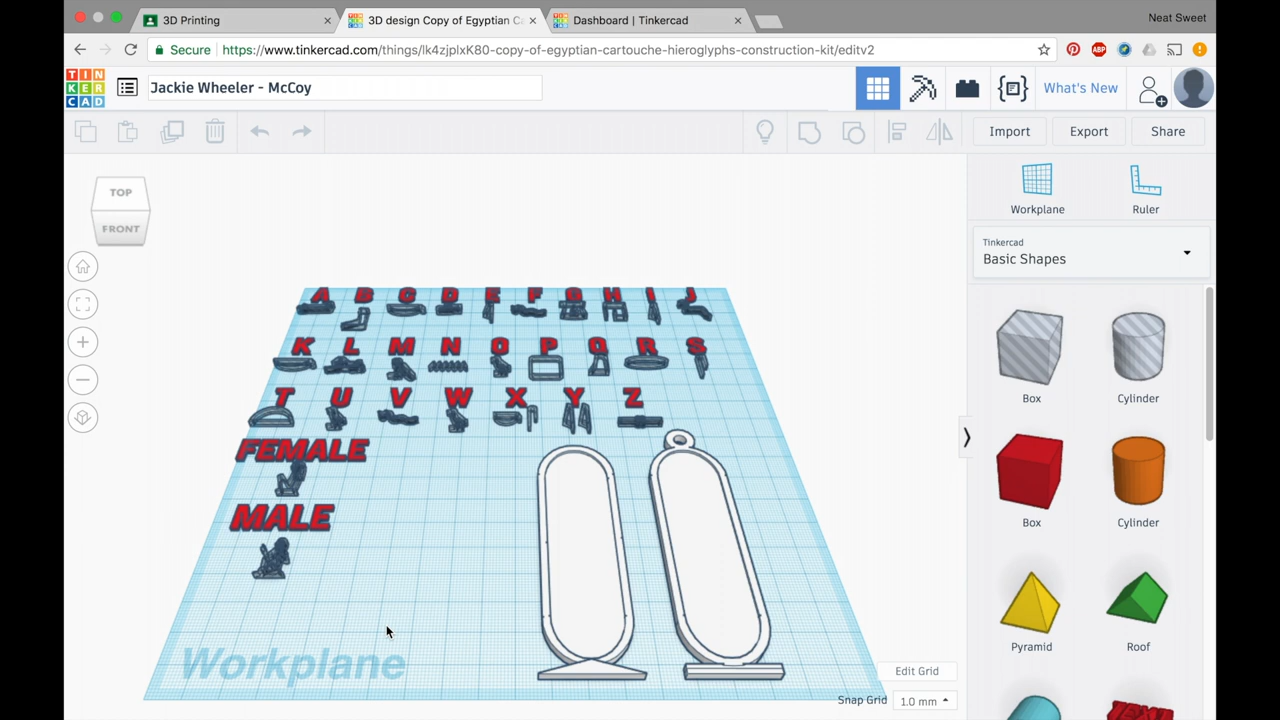 3D Printing
3D design Copy of Egyptian C
Dashboard | Tinkercad
Neat Sweet
Secure
https://www.tinkercad.com/things/lk4zjplxK80-copy-of-egyptian-cartouche-hieroglyphs-construction-kit/editv2
ABP
TIN
KER
CAD
Jackie Wheeler - McCoy
What's New
Import
Export
Share
TOP
FRONT
Workplane
Ruler
Tinkercad
Basic Shapes
A B C D E F G H I J
K L M N O P Q R S
T U V W X Y Z
FEMALE
MALE
Workplane
Box
Cylinder
Box
Cylinder
Pyramid
Roof
Edit Grid
Snap Grid
1.0 mm